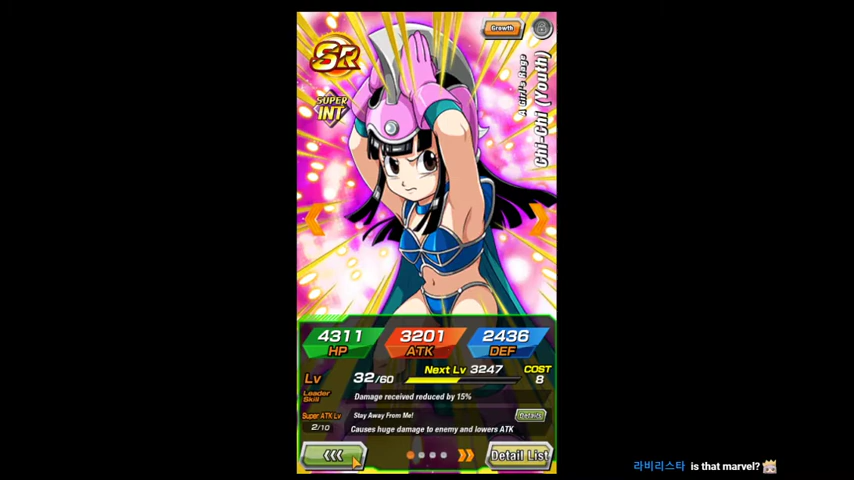 Growth
SR
SUPER
INT
A Girl's Rage
Chi-Chi (Youth)
4311
HP
3201
ATK
2436
DEF
Next Lv 3247
COST
8
Lv 32/60
Leader
Skill
Damage received reduced by 15%
Super ATK Lv
2/10
Stay Away From Me!
Details
Causes huge damage to enemy and lowers ATK
Detail List
라비리스타 is that marvel?